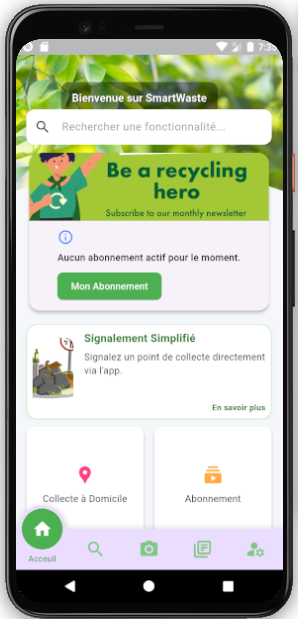 7:35
Bienvenue sur SmartWaste
Rechercher une fonctionnalité...
Be a recycling
hero
Subscribe to our monthly newsletter
Aucun abonnement actif pour le moment.
Mon Abonnement
Signalement Simplifié
Signalez un point de collecte directement
via l'app.
En savoir plus
Collecte à Domicile
Abonnement
Acceuil